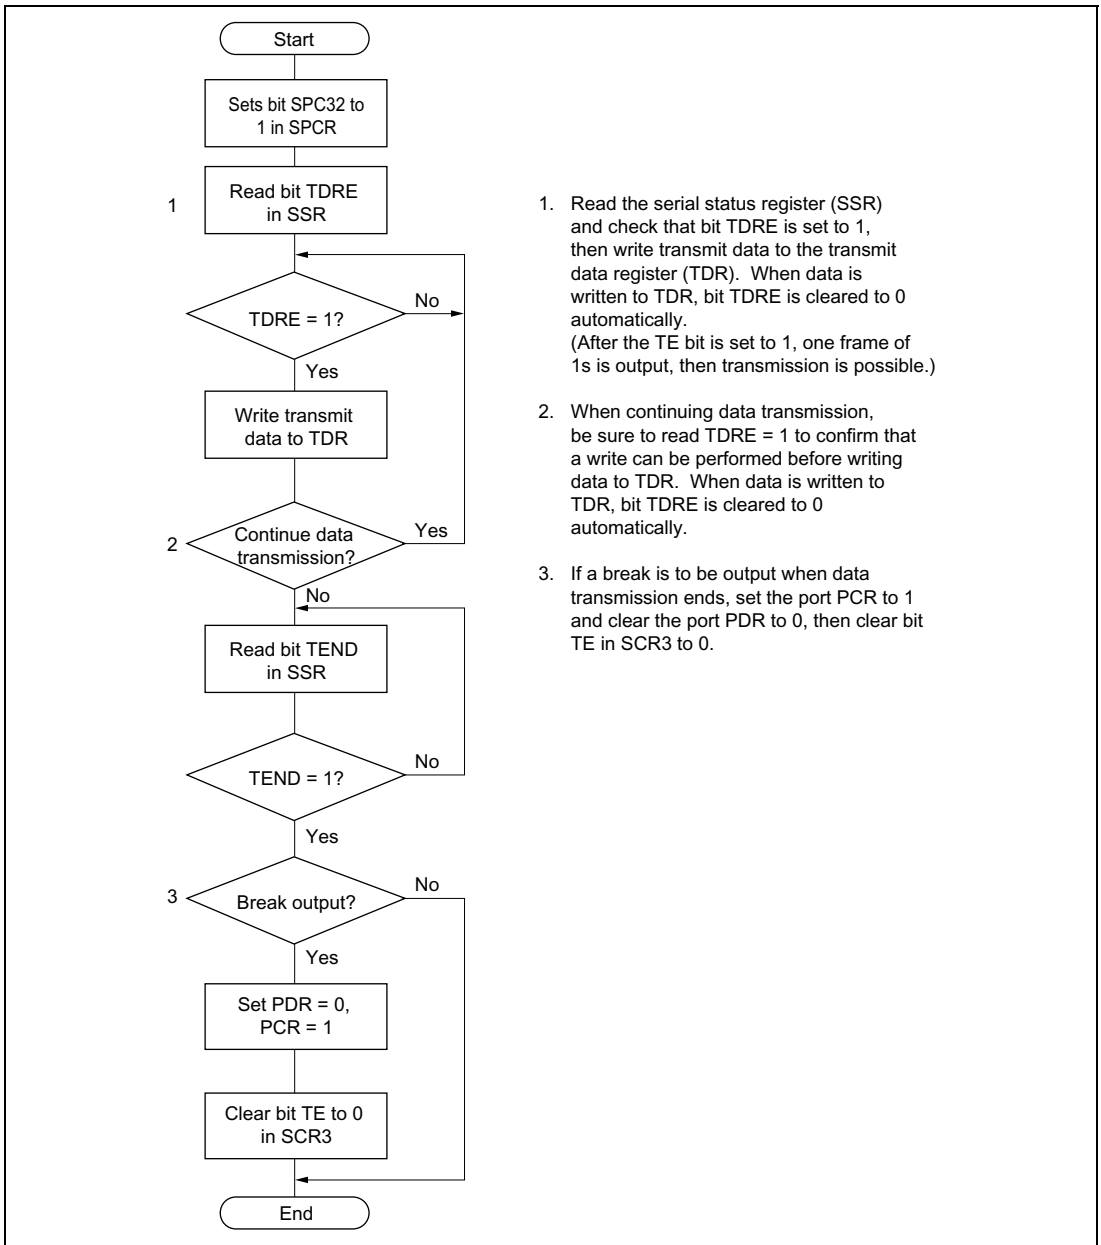 Start
Sets bit SPC32 to
1 in SPCR
1
Read bit TDRE
in SSR
TDRE = 1?
No
Yes
Write transmit
data to TDR
2
Continue data
transmission?
Yes
No
Read bit TEND
in SSR
TEND = 1?
No
Yes
3
Break output?
No
Yes
Set PDR = 0,
PCR = 1
Clear bit TE to 0
in SCR3
End
1. Read the serial status register (SSR)
and check that bit TDRE is set to 1,
then write transmit data to the transmit
data register (TDR). When data is
written to TDR, bit TDRE is cleared to 0
automatically.
(After the TE bit is set to 1, one frame of
1s is output, then transmission is possible.)
2. When continuing data transmission,
be sure to read TDRE = 1 to confirm that
a write can be performed before writing
data to TDR. When data is written to
TDR, bit TDRE is cleared to 0
automatically.
3. If a break is to be output when data
transmission ends, set the port PCR to 1
and clear the port PDR to 0, then clear bit
TE in SCR3 to 0.